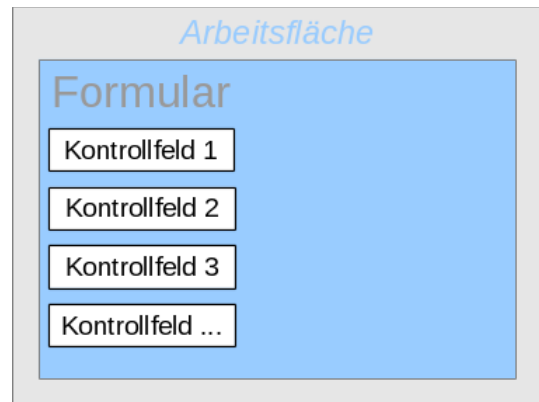 Arbeitsfläche
Formular
Kontrollfeld 1
Kontrollfeld 2
Kontrollfeld 3
Kontrollfeld ...